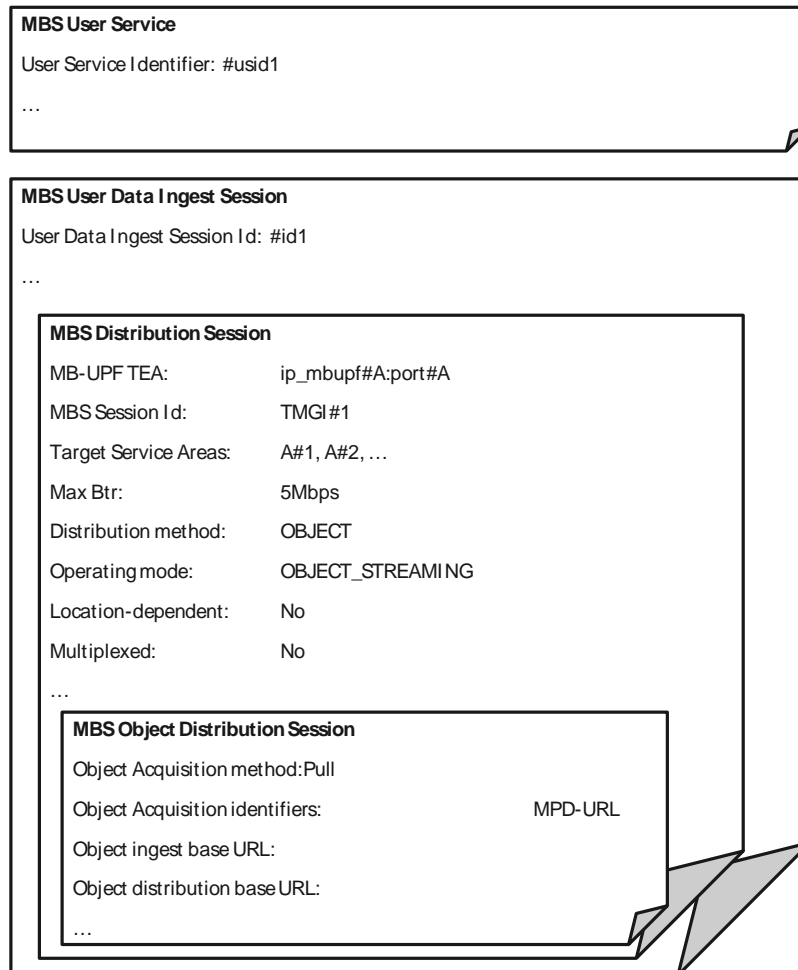 MBS User Service
User Service Identifier: #usid1
…
MBS User Data Ingest Session
User Data Ingest Session Id: #id1
…
MBS Distribution Session
MB-UPF TEA: ip_mbupf#A:port#A
MBS Session Id: TMGI#1
Target Service Areas: A#1, A#2, …
Max Btr: 5Mbps
Distribution method: OBJECT
Operating mode: OBJECT_STREAMING
Location-dependent: No
Multiplexed: No
…
MBS Object Distribution Session
Object Acquisition method:Pull
Object Acquisition identifiers: MPD-URL
Object ingest base URL:
Object distribution base URL:
…